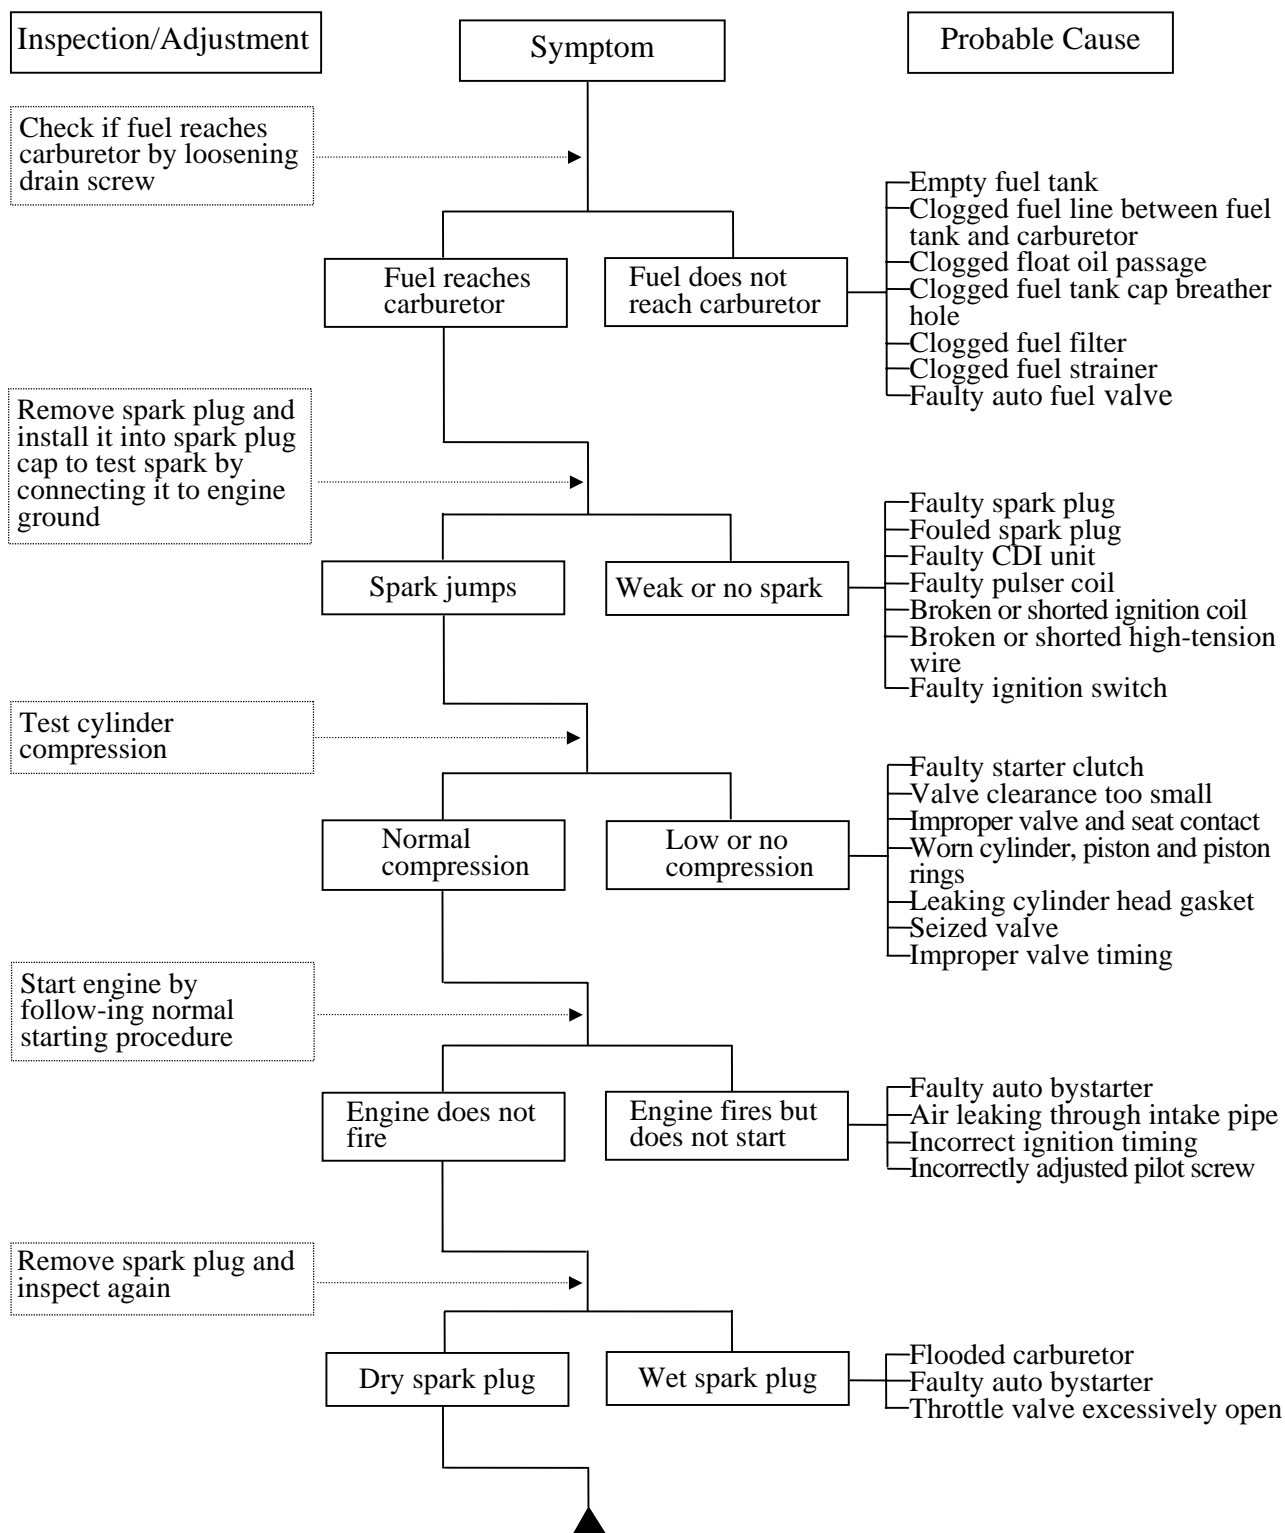 Inspection/Adjustment
Symptom
Probable Cause
Check if fuel reaches
carburetor by loosening
drain screw
Fuel reaches
carburetor
Fuel does not
reach carburetor
Empty fuel tank
Clogged fuel line between fuel
tank and carburetor
Clogged float oil passage
Clogged fuel tank cap breather
hole
Clogged fuel filter
Clogged fuel strainer
Faulty auto fuel valve
Remove spark plug and
install it into spark plug
cap to test spark by
connecting it to engine
ground
Spark jumps
Weak or no spark
Faulty spark plug
Fouled spark plug
Faulty CDI unit
Faulty pulser coil
Broken or shorted ignition coil
Broken or shorted high-tension
wire
Faulty ignition switch
Test cylinder
compression
Normal
compression
Low or no
compression
Faulty starter clutch
Valve clearance too small
Improper valve and seat contact
Worn cylinder, piston and piston
rings
Leaking cylinder head gasket
Seized valve
Improper valve timing
Start engine by
follow-ing normal
starting procedure
Engine does not
fire
Engine fires but
does not start
Faulty auto bystarter
Air leaking through intake pipe
Incorrect ignition timing
Incorrectly adjusted pilot screw
Remove spark plug and
inspect again
Dry spark plug
Wet spark plug
Flooded carburetor
Faulty auto bystarter
Throttle valve excessively open